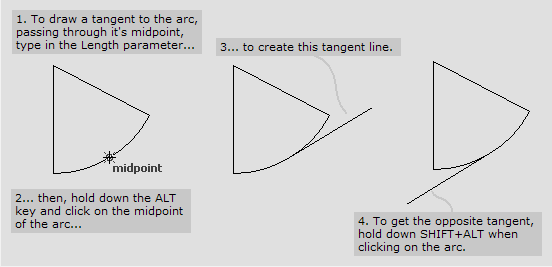 1. To draw a tangent to the arc,
passing through it's midpoint,
type in the Length parameter...
midpoint
2... then, hold down the ALT
key and click on the midpoint
of the arc...
3... to create this tangent line.
4. To get the opposite tangent,
hold down SHIFT+ALT when
clicking on the arc.